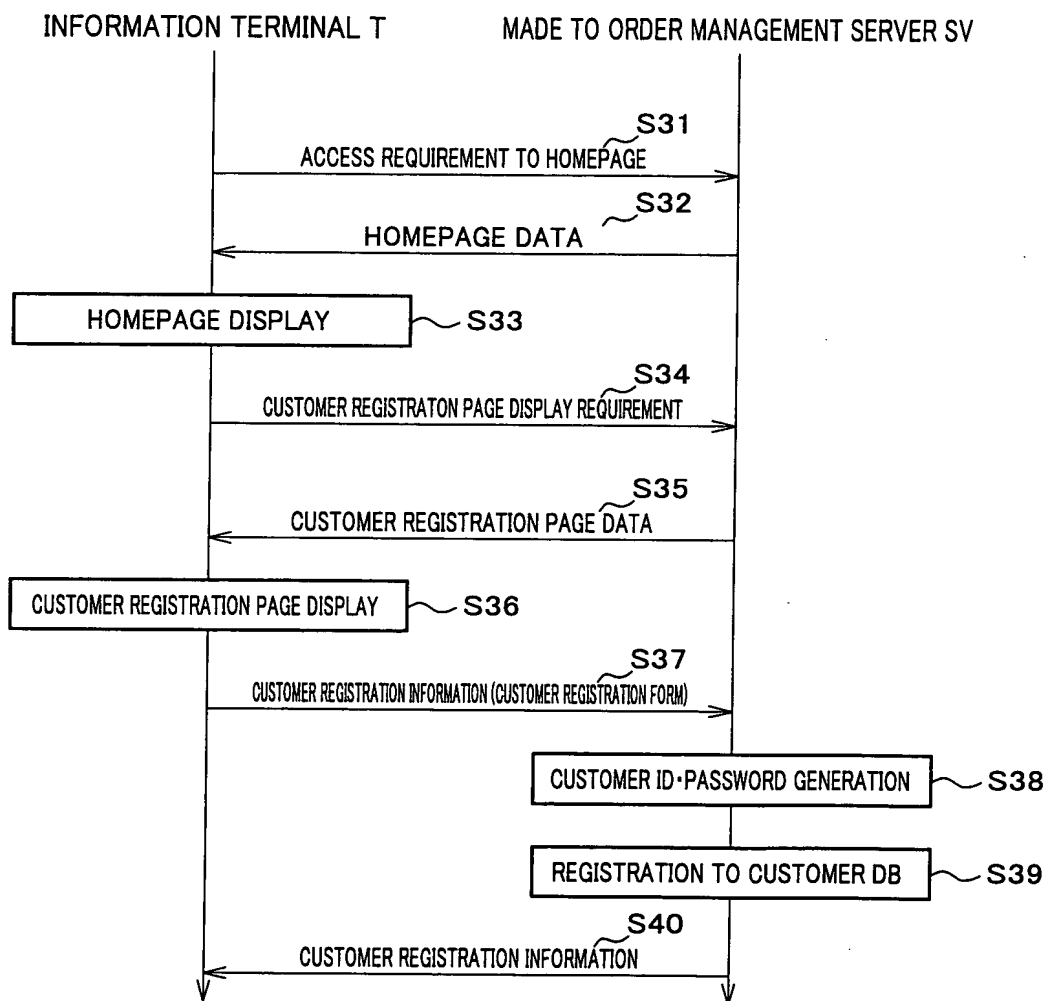 INFORMATION TERMINAL T
MADE TO ORDER MANAGEMENT SERVER SV
S31
ACCESS REQUIREMENT TO HOMEPAGE
S32
HOMEPAGE DATA
HOMEPAGE DISPLAY
S33
S34
CUSTOMER REGISTRATON PAGE DISPLAY REQUIREMENT
S35
CUSTOMER REGISTRATION PAGE DATA
CUSTOMER REGISTRATION PAGE DISPLAY
S36
S37
CUSTOMER REGISTRATION INFORMATION (CUSTOMER REGISTRATION FORM)
CUSTOMER ID・PASSWORD GENERATION
S38
REGISTRATION TO CUSTOMER DB
S39
S40
CUSTOMER REGISTRATION INFORMATION